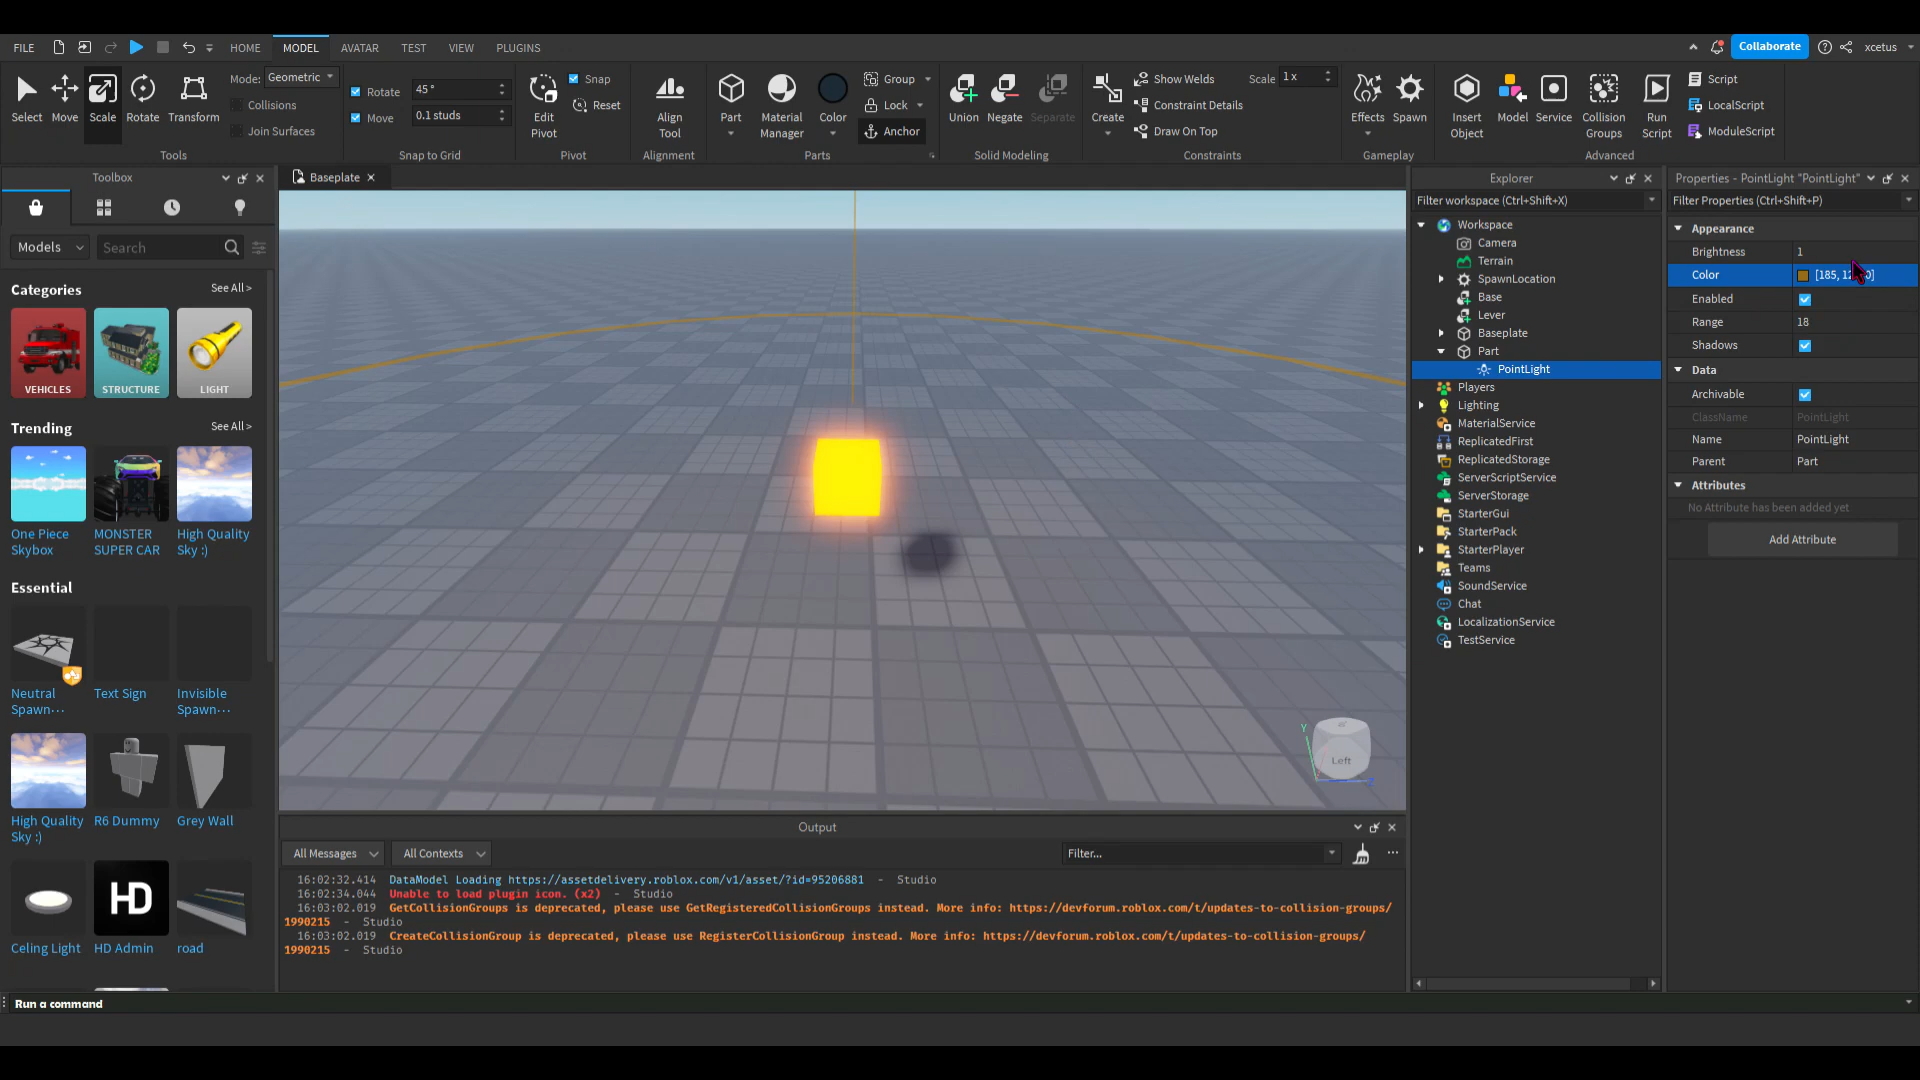 FILE HOME MODEL AVATAR TEST VIEW PLUGINS Collaborate xcetus
Select Move Scale Rotate Transform
Mode: Geometric
Collisions
Join Surfaces
Tools
Rotate 45 °
Move 0.1 studs
Snap to Grid
Edit Pivot
Snap
Reset
Pivot
Align Tool
Alignment
Part Material Manager Color
Group
Lock
Anchor
Parts
Union Negate Separate
Solid Modeling
Create
Show Welds
Scale 1 x
Constraint Details
Draw On Top
Constraints
Effects Spawn
Gameplay
Insert Object Model Service Collision Groups Run Script
Script
LocalScript
ModuleScript
Advanced
Toolbox
Models Search
Categories See All >
VEHICLES STRUCTURE LIGHT
Trending See All >
One Piece Skybox
MONSTER SUPER CAR
High Quality Sky :)
Essential
Neutral Spawn...
Text Sign
Invisible Spawn...
High Quality Sky :)
R6 Dummy
Grey Wall
HD
Celing Light
HD Admin
road
Baseplate
Y
Left
Z
Output
All Messages All Contexts Filter...
16:02:32.414 DataModel Loading https://assetdelivery.roblox.com/v1/asset/?id=95206881 - Studio
16:02:34.044 Unable to load plugin icon. (x2) - Studio
16:03:02.019 GetCollisionGroups is deprecated, please use GetRegisteredCollisionGroups instead. More info: https://devforum.roblox.com/t/updates-to-collision-groups/
1990215 - Studio
16:03:02.019 CreateCollisionGroup is deprecated, please use RegisterCollisionGroup instead. More info: https://devforum.roblox.com/t/updates-to-collision-groups/
1990215 - Studio
Run a command
Explorer
Filter workspace (Ctrl+Shift+X)
Workspace
Camera
Terrain
SpawnLocation
Base
Lever
Baseplate
Part
PointLight
Players
Lighting
MaterialService
ReplicatedFirst
ReplicatedStorage
ServerScriptService
ServerStorage
StarterGui
StarterPack
StarterPlayer
Teams
SoundService
Chat
LocalizationService
TestService
Properties - PointLight "PointLight"
Filter Properties (Ctrl+Shift+P)
Appearance
Brightness 1
Color [185,
Enabled
Range 18
Shadows
Data
Archivable
ClassName PointLight
Name PointLight
Parent Part
Attributes
No Attribute has been added yet
Add Attribute